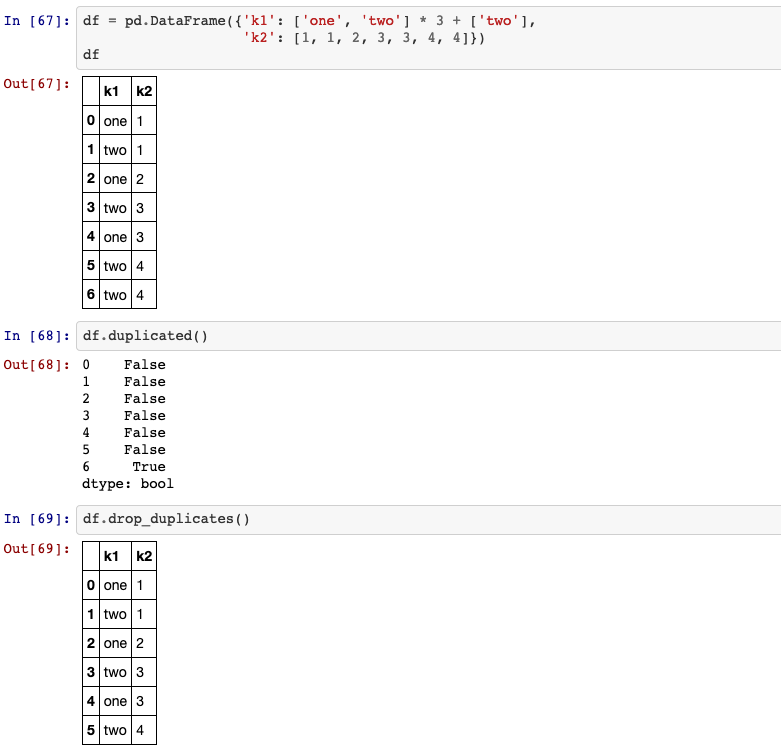 In [67]: df = pd.DataFrame({'k1': ['one', 'two'] * 3 + ['two'],
'k2': [1, 1, 2, 3, 3, 4, 4]})
df
Out[67]:
k1 k2
0 one 1
1 two 1
2 one 2
3 two 3
4 one 3
5 two 4
6 two 4
In [68]: df.duplicated()
Out[68]: 0 False
1 False
2 False
3 False
4 False
5 False
6 True
dtype: bool
In [69]: df.drop_duplicates()
Out[69]:
k1 k2
0 one 1
1 two 1
2 one 2
3 two 3
4 one 3
5 two 4